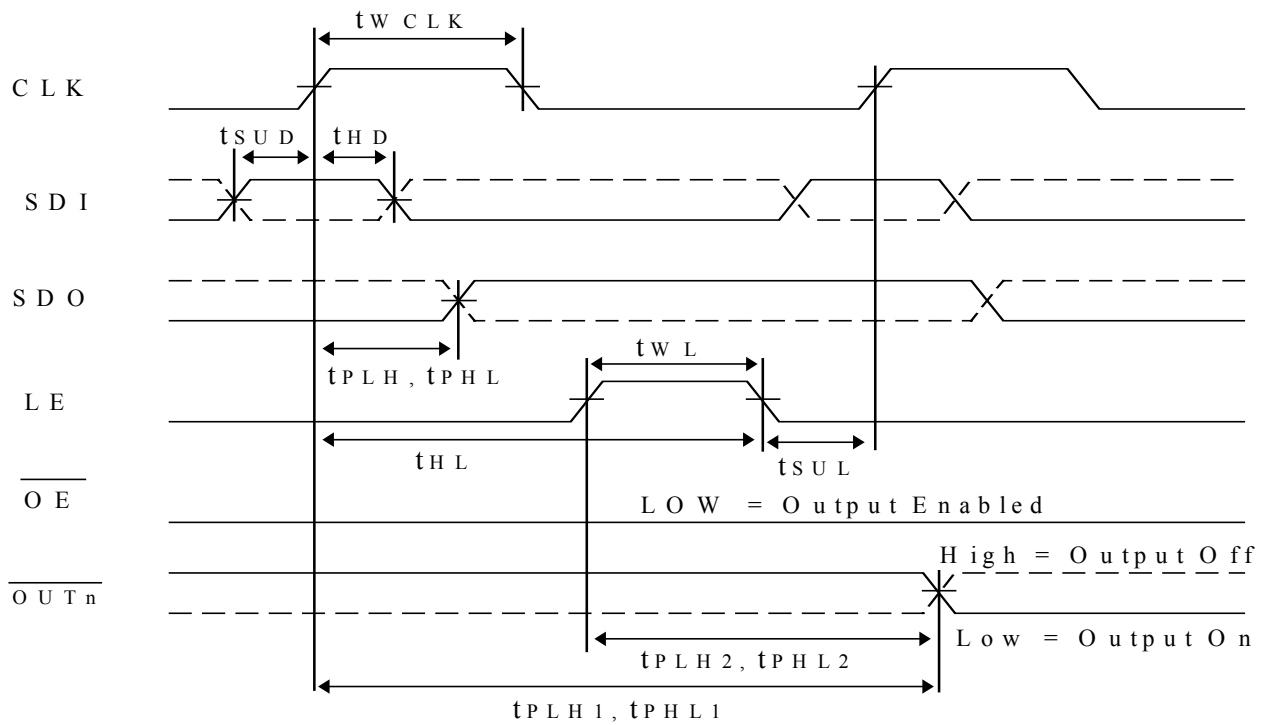 tW CLK
CLK
tSUD
tHD
SDI
SDO
tPLH, tPHL
tWL
LE
tHL
tSUL
OE
LOW = Output Enabled
High = Output Off
OUTn
Low = Output On
tPLH2, tPHL2
tPLH1, tPHL1